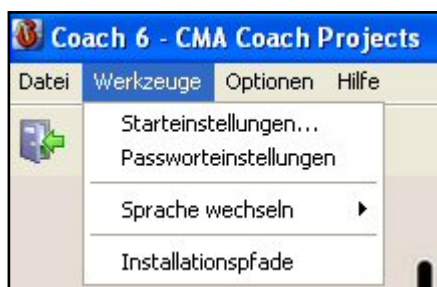 Coach 6 - CMA Coach Projects
Datei Werkzeuge Optionen Hilfe
Starteinstellungen...
Passworteinstellungen
Sprache wechseln
Installationspfade